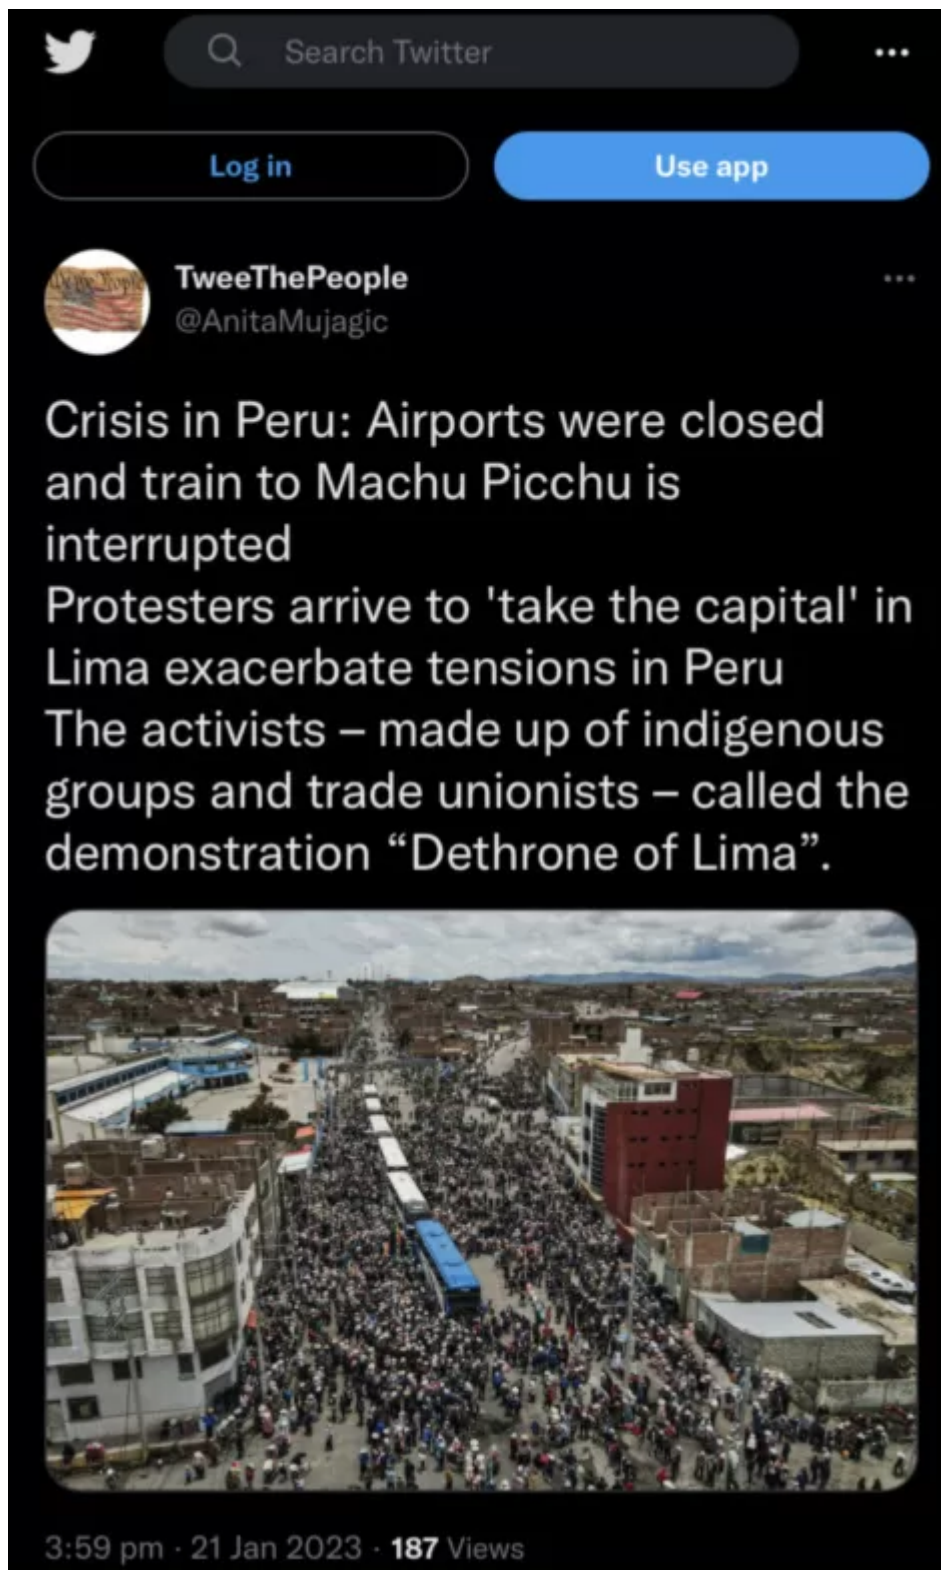 Search Twitter
Log in
Use app
TweeThePeople
@AnitaMujagic
Crisis in Peru: Airports were closed
and train to Machu Picchu is
interrupted
Protesters arrive to 'take the capital' in
Lima exacerbate tensions in Peru
The activists – made up of indigenous
groups and trade unionists – called the
demonstration “Dethrone of Lima”.
3:59 pm · 21 Jan 2023 · 187 Views